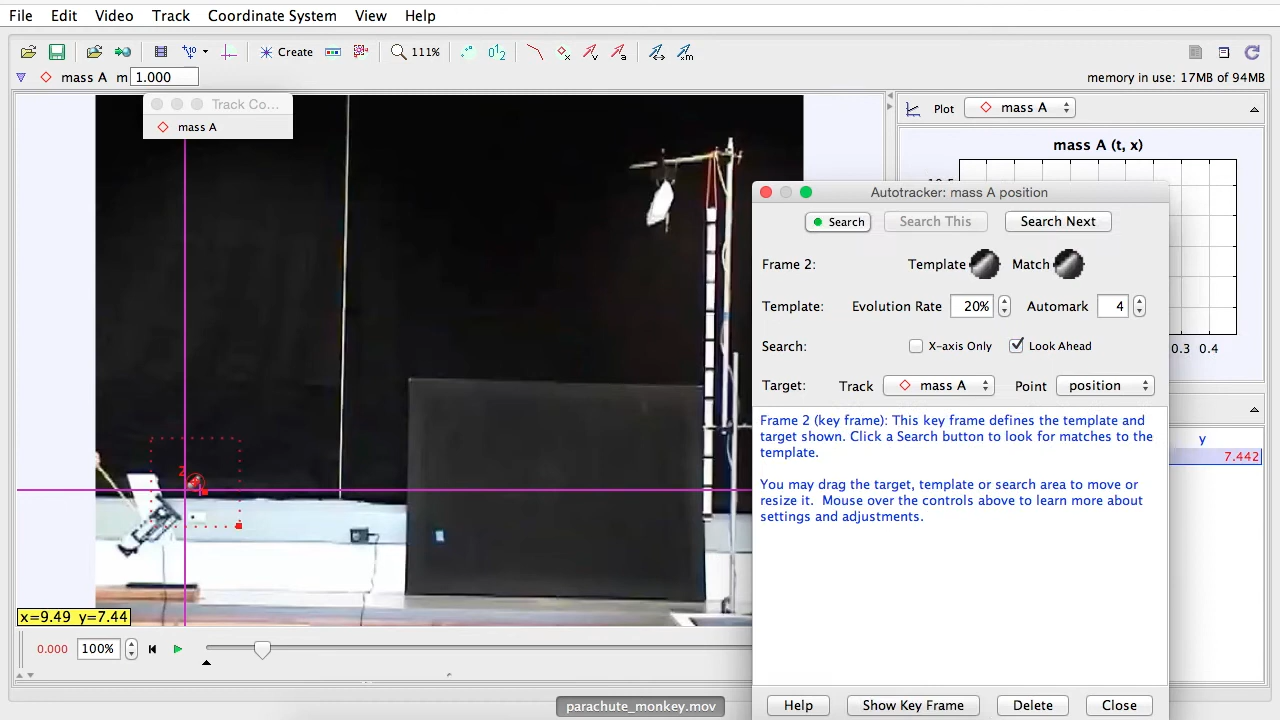 File Edit Video Track Coordinate System View Help
Create 111%
mass A m 1.000 memory in use: 17MB of 94MB
Track Co...
mass A
Plot mass A
mass A (t, x)
Autotracker: mass A position
Search Search This Search Next
Frame 2: Template Match
Template: Evolution Rate 20% Automark 4
Search: X-axis Only Look Ahead
0.3 0.4
Target: Track mass A Point position
Frame 2 (key frame): This key frame defines the template and
target shown. Click a Search button to look for matches to the
template.
You may drag the target, template or search area to move or
resize it. Mouse over the controls above to learn more about
settings and adjustments.
y
7.442
2
x=9.49 y=7.44
0.000 100%
Help Show Key Frame Delete Close
parachute_monkey.mov